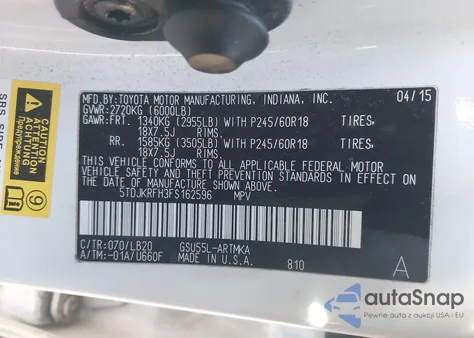 MFD. BY: TOYOTA MOTOR MANUFACTURING, INDIANA, INC. 04/15
GVWR: 2720KG (6000LB)
GAWR: FRT. 1340KG (2955LB) WITH P245/60R18 TIRES,
18X7.5J RIMS.
RR. 1585KG (3505LB) WITH P245/60R18 TIRES,
18X7.5J RIMS.
THIS VEHICLE CONFORMS TO ALL APPLICABLE FEDERAL MOTOR
VEHICLE SAFETY AND THEFT PREVENTION STANDARDS IN EFFECT
ON THE DATE OF MANUFACTURE SHOWN ABOVE.
5TDJKRFH3FS162596 MPV
C/TR: 070/LB20 GSU55L-ARTMKA
A/TM: -01A/U660F MADE IN U.S.A. 810 A
SRS SIDE
ATTENTION
ACHTUNG
autoSnap
Pewne auta z USA i EU